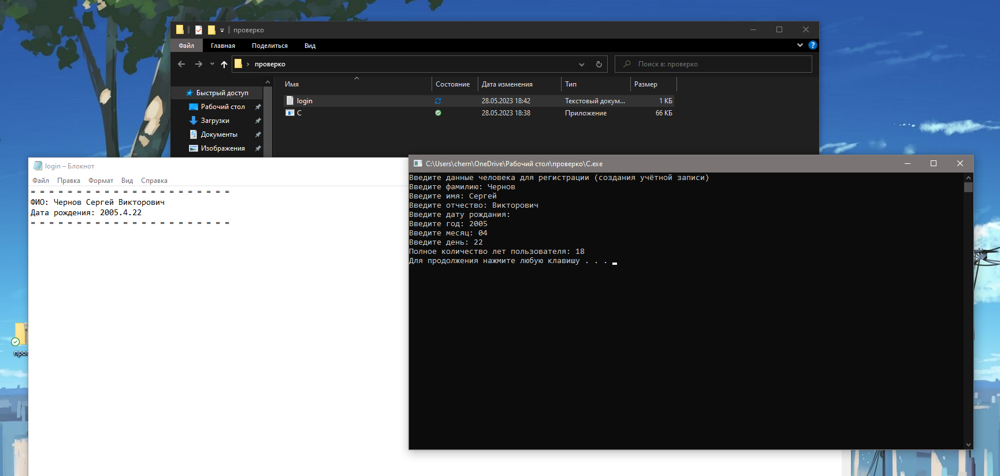 проверко
Файл Главная Поделиться Вид
проверко
Поиск в: проверко
Имя Состояние Дата изменения Тип Размер
Быстрый доступ
Рабочий стол
Загрузки
Документы
Изображения
login 28.05.2023 18:42 Текстовый докум... 1 КБ
C 28.05.2023 18:38 Приложение 66 КБ
login – Блокнот
Файл Правка Формат Вид Справка
= = = = = = = = = = = = = = = = = = = = = =
ФИО: Чернов Сергей Викторович
Дата рождения: 2005.4.22
= = = = = = = = = = = = = = = = = = = = = =
C:\Users\chern\OneDrive\Рабочий стол\проверко\C.exe
Введите данные человека для регистрации (создания учётной записи)
Введите фамилию: Чернов
Введите имя: Сергей
Введите отчество: Викторович
Введите дату рождения:
Введите год: 2005
Введите месяц: 04
Введите день: 22
Полное количество лет пользователя: 18
Для продолжения нажмите любую клавишу . . .